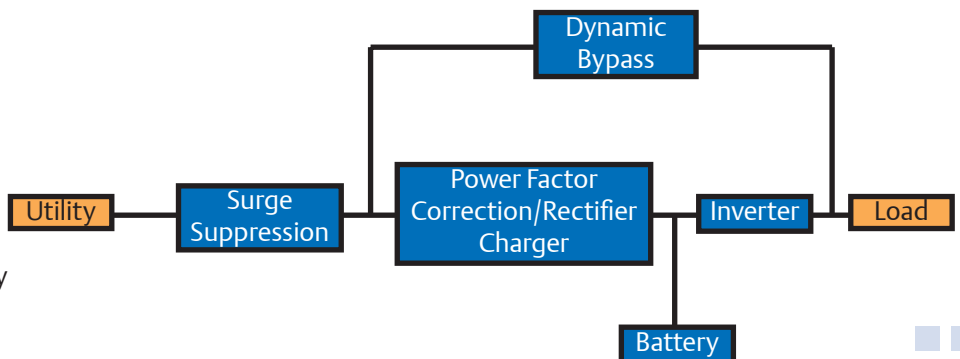 Dynamic
Bypass
Utility
Surge
Suppression
Power Factor
Correction/Rectifier
Charger
Inverter
Load
y
Battery